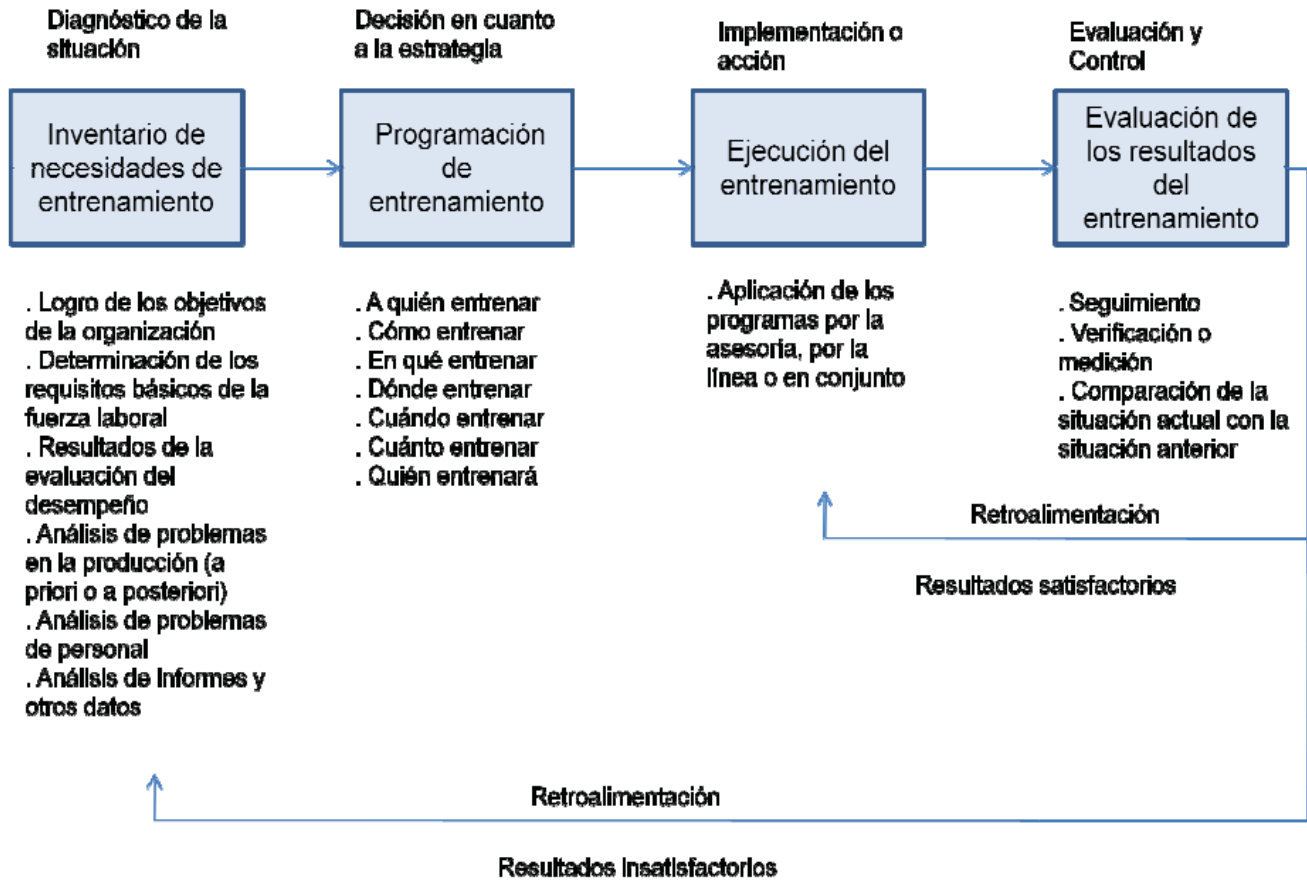 Diagnóstico de la
situación
Decisión en cuanto
a la estrategia
Implementación o
acción
Evaluación y
Control
Inventario de
necesidades de
entrenamiento
Programación
de
entrenamiento
Ejecución del
entrenamiento
Evaluación de
los resultados
del
entrenamiento
. Logro de los objetivos
de la organización
. Determinación de los
requisitos básicos de la
fuerza laboral
. Resultados de la
evaluación del
desempeño
. Análisis de problemas
en la producción (a
priori o a posteriori)
. Análisis de problemas
de personal
. Análisis de informes y
otros datos
. A quién entrenar
. Cómo entrenar
. En qué entrenar
. Dónde entrenar
. Cuándo entrenar
. Cuánto entrenar
. Quién entrenará
. Aplicación de los
programas por la
asesoría, por la
línea o en conjunto
. Seguimiento
. Verificación o
medición
. Comparación de la
situación actual con la
situación anterior
Retroalimentación
Resultados satisfactorios
Retroalimentación
Resultados insatisfactorios